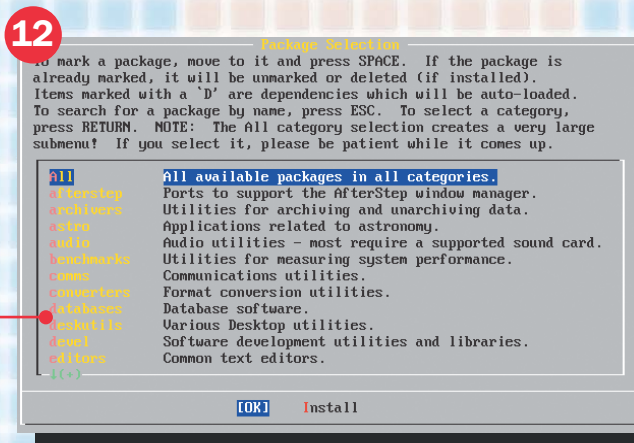 12
Package Selection
To mark a package, move to it and press SPACE. If the package is
already marked, it will be unmarked or deleted (if installed).
Items marked with a `D' are dependencies which will be auto-loaded.
To search for a package by name, press ESC. To select a category,
press RETURN. NOTE: The All category selection creates a very large
submenu! If you select it, please be patient while it comes up.
All All available packages in all categories.
afterstep Ports to support the AfterStep window manager.
archivers Utilities for archiving and unarchiving data.
astro Applications related to astronomy.
audio Audio utilities - most require a supported sound card.
benchmarks Utilities for measuring system performance.
comms Communications utilities.
converters Format conversion utilities.
databases Database software.
deskutils Various Desktop utilities.
devel Software development utilities and libraries.
editors Common text editors.
↓(+)
[OK] Install